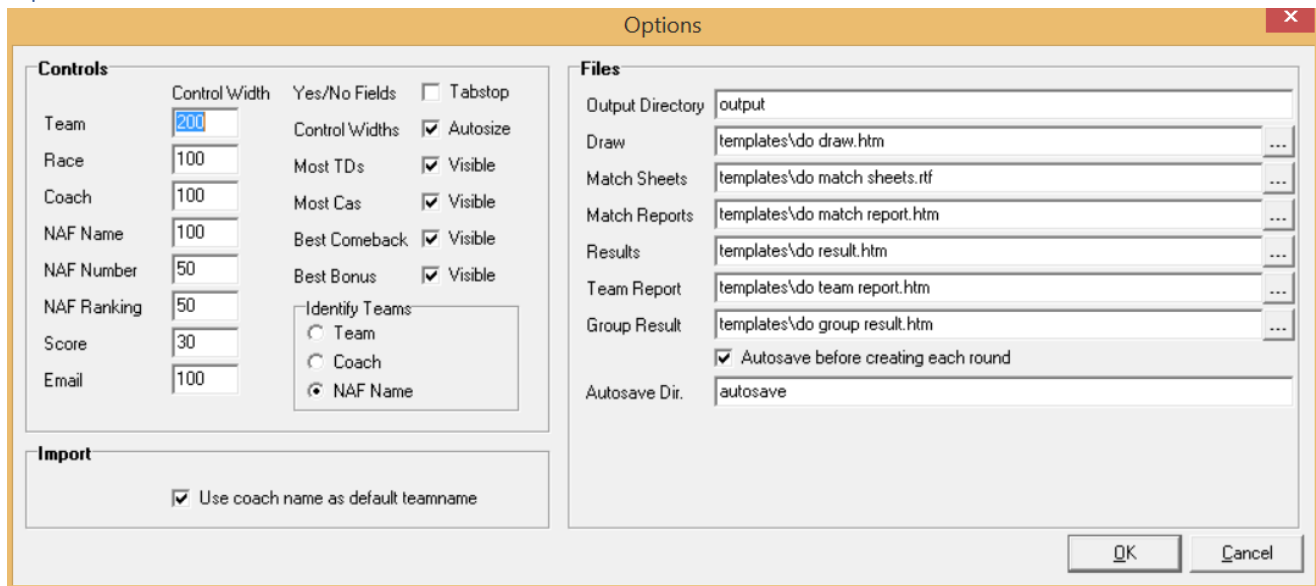 Options
Controls
Control Width
Team 200
Race 100
Coach 100
NAF Name 100
NAF Number 50
NAF Ranking 50
Score 30
Email 100
Yes/No Fields Tabstop
Control Widths Autosize
Most TDs Visible
Most Cas Visible
Best Comeback Visible
Best Bonus Visible
Identify Teams
Team
Coach
NAF Name
Import
Use coach name as default teamname
Files
Output Directory output
Draw templates\do draw.htm ...
Match Sheets templates\do match sheets.rtf ...
Match Reports templates\do match report.htm ...
Results templates\do result.htm ...
Team Report templates\do team report.htm ...
Group Result templates\do group result.htm ...
Autosave before creating each round
Autosave Dir. autosave
OK Cancel